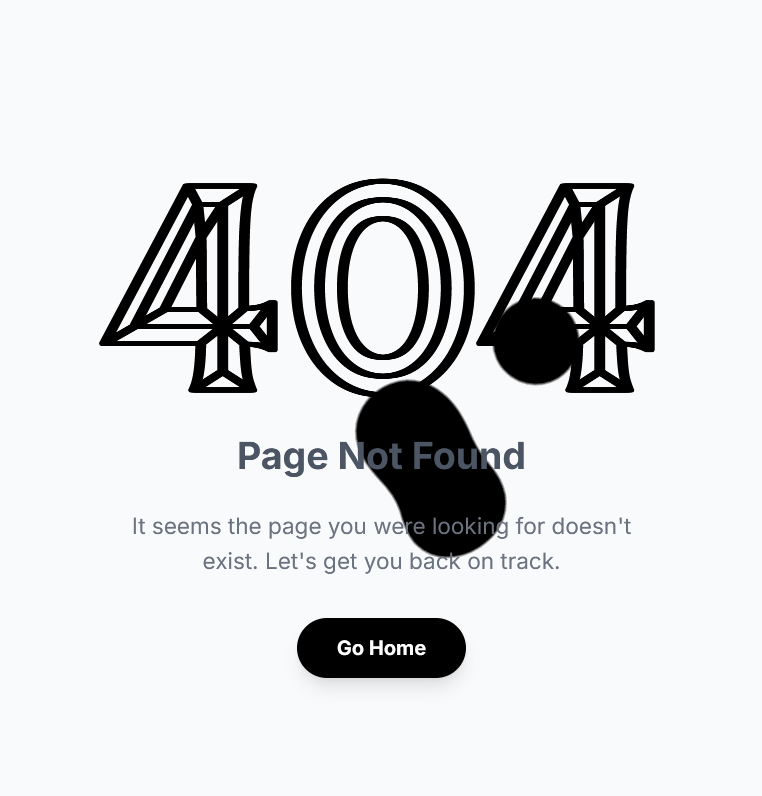 404
Page Not Found
It seems the page you were looking for doesn't
exist. Let's get you back on track.
Go Home